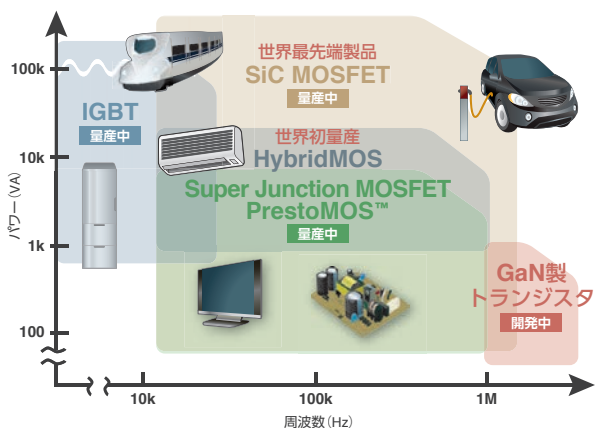 100k
10k
1k
100
パワー(VA)
世界最先端製品
SiC MOSFET
量産中
IGBT
量産中
世界初量産
HybridMOS
Super Junction MOSFET
PrestoMOS™
量産中
GaN製
トランジスタ
開発中
10k
100k
1M
周波数(Hz)